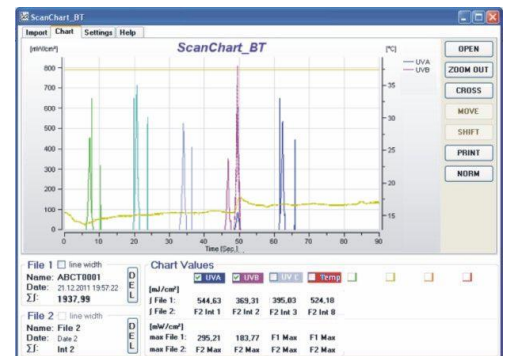 ScanChart_BT
Import Chart Settings Help
[mW/cm²] ScanChart_BT [°C]
UVA
UVB
800
700
600
500
400
300
200
100
0
35
30
25
20
15
0 10 20 30 40 50 60 70 80 90
Time [Sec.]
OPEN
ZOOM OUT
CROSS
MOVE
SHIFT
PRINT
NORM
File 1 line width
Name: ABCT0001
Date: 21.12.2011 19:57:22
Σ∫: 1937,99
DEL
File 2 line width
Name: File 2
Date: Date 2
Σ∫: Int 2
DEL
Chart Values
UVA UVB UV C Temp
[mJ/cm²]
∫ File 1: 544,63 369,31 395,03 524,18
∫ File 2: F2 Int 1 F2 Int 2 F2 Int 3 F2 Int 8
[mW/cm²]
max File 1: 295,21 183,77 F1 Max F1 Max
max File 2: F2 Max F2 Max F2 Max F2 Max